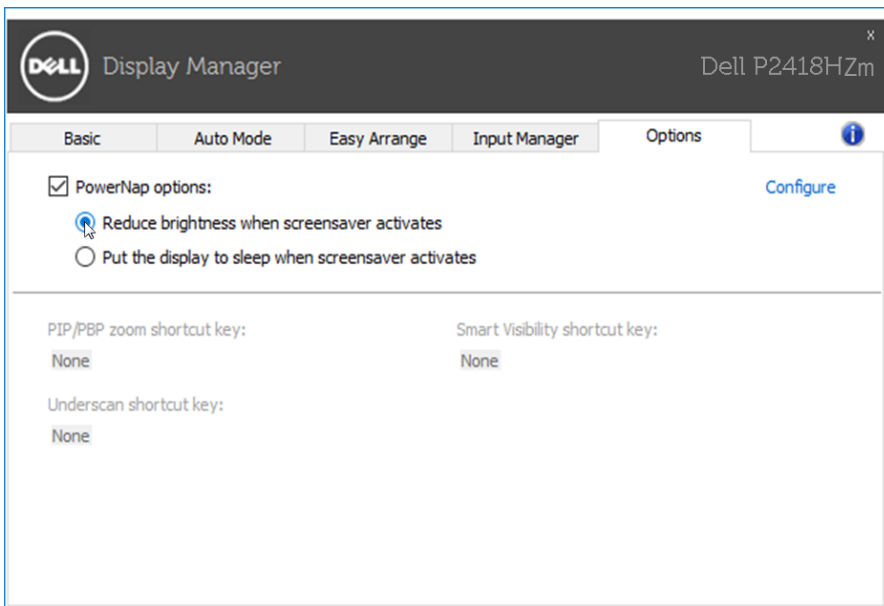 x
DELL Display Manager Dell P2418HZm
Basic Auto Mode Easy Arrange Input Manager Options i
PowerNap options: Configure
Reduce brightness when screensaver activates
Put the display to sleep when screensaver activates
PIP/PBP zoom shortcut key: Smart Visibility shortcut key:
None None
Underscan shortcut key:
None